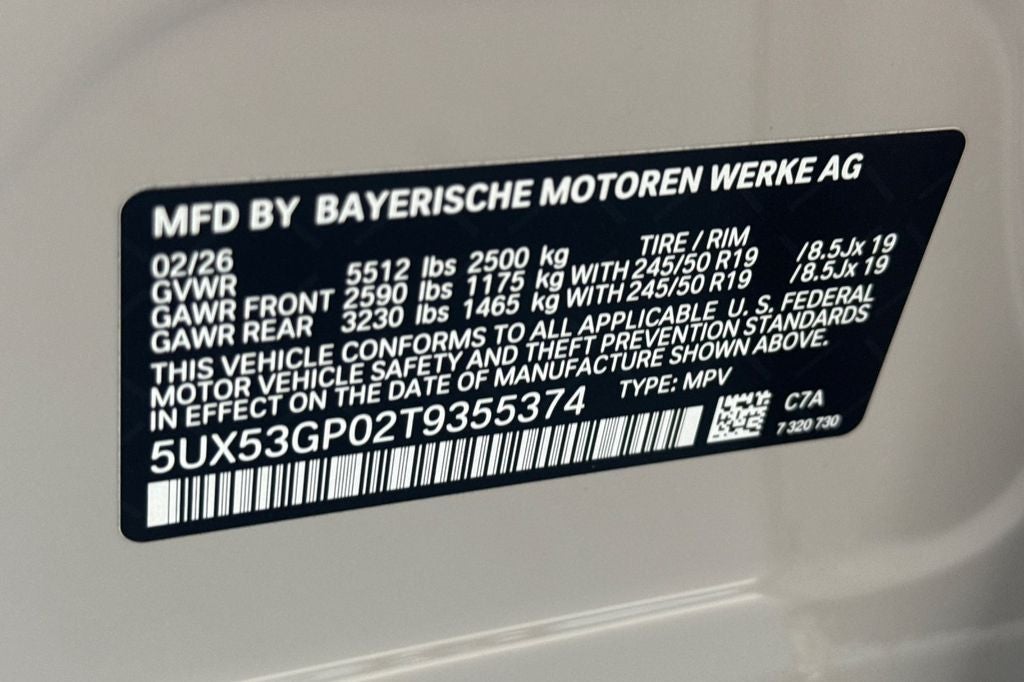 MFD BY BAYERISCHE MOTOREN WERKE AG
02/26 TIRE / RIM
GVWR 5512 lbs 2500 kg
GAWR FRONT 2590 lbs 1175 kg WITH 245/50 R19 /8.5Jx 19
GAWR REAR 3230 lbs 1465 kg WITH 245/50 R19 /8.5Jx 19
THIS VEHICLE CONFORMS TO ALL APPLICABLE U. S. FEDERAL
MOTOR VEHICLE SAFETY AND THEFT PREVENTION STANDARDS
IN EFFECT ON THE DATE OF MANUFACTURE SHOWN ABOVE.
5UX53GP02T9355374 TYPE: MPV
C7A
7 320 730